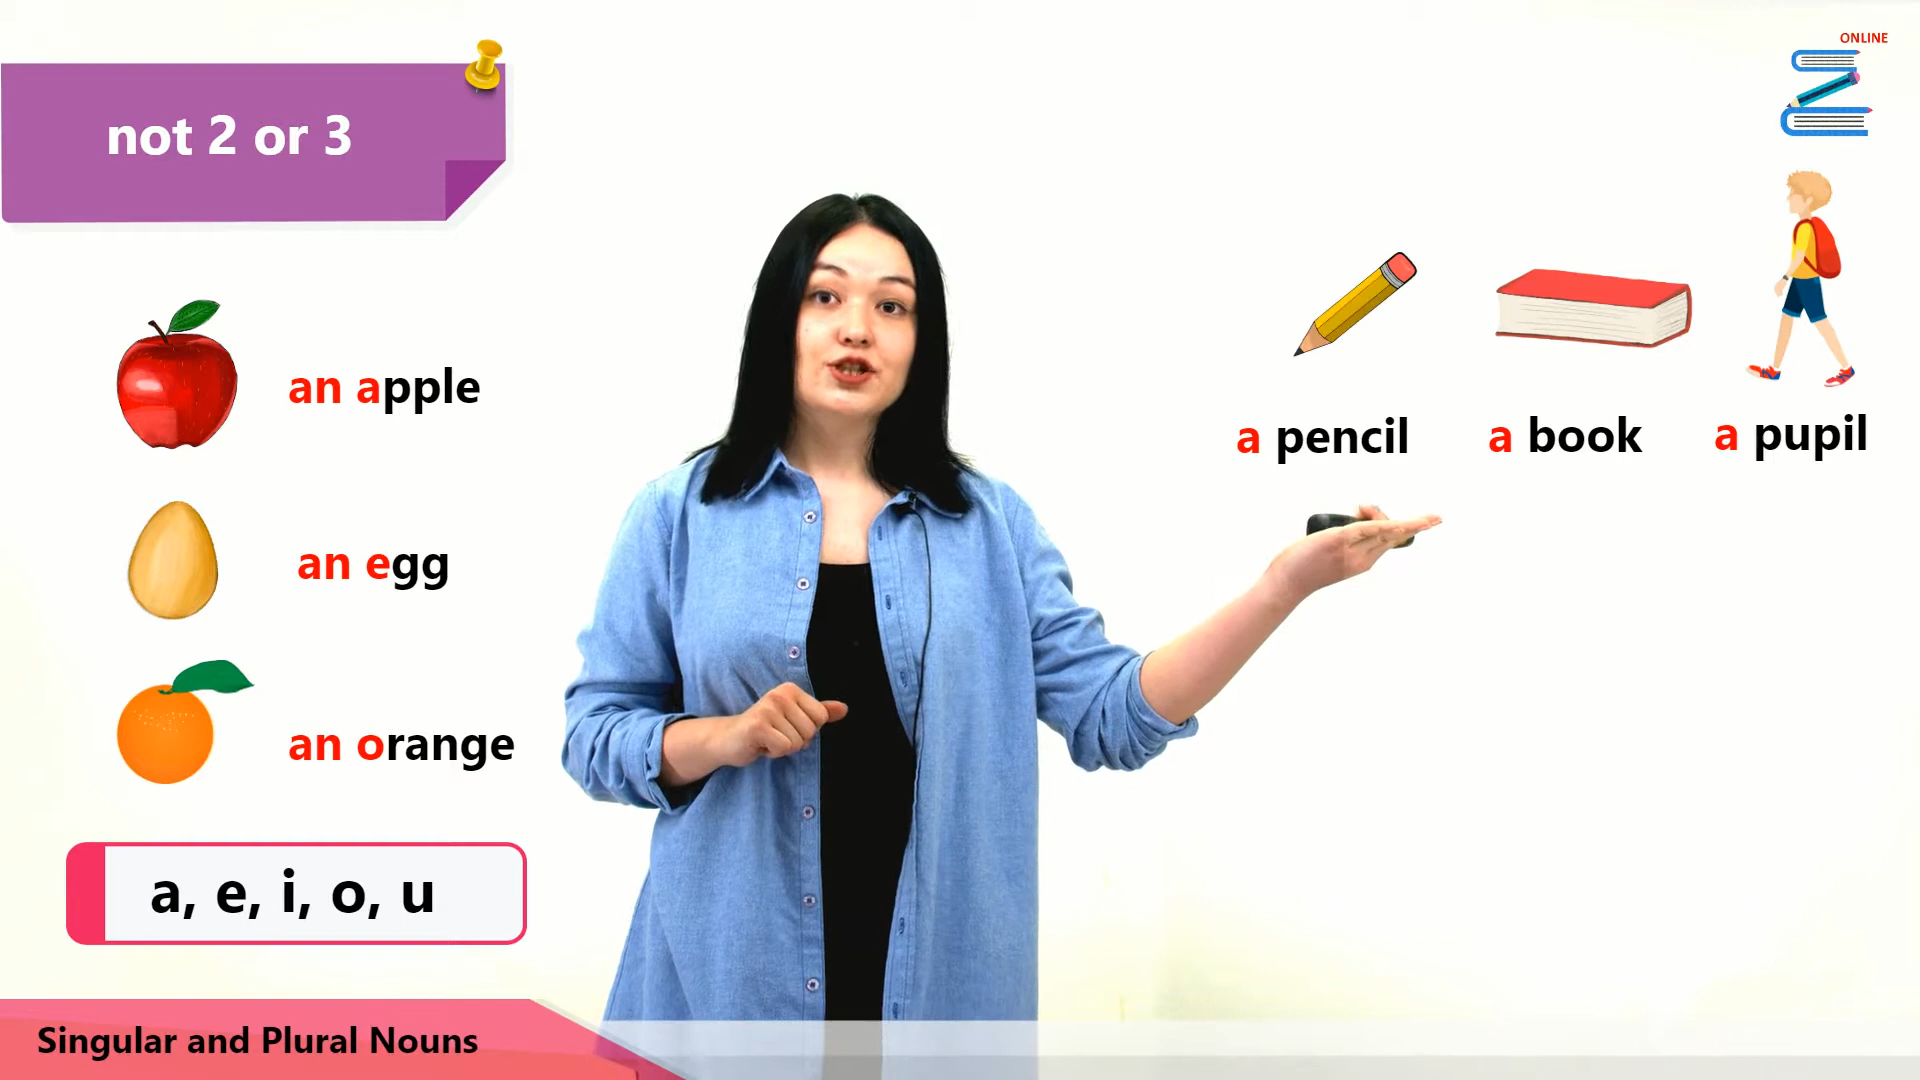 ONLINE
not 2 or 3
an apple
an egg
an orange
a pencil
a book
a pupil
a, e, i, o, u
Singular and Plural Nouns